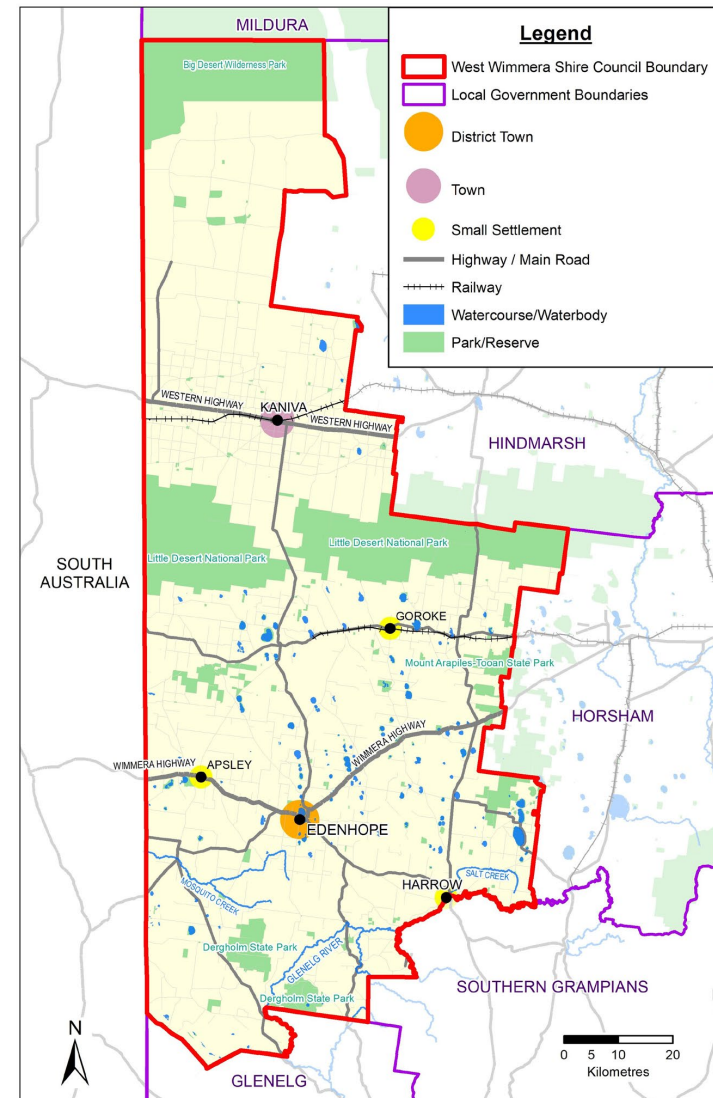 MILDURA
Big Desert Wilderness Park
Legend
West Wimmera Shire Council Boundary
Local Government Boundaries
District Town
Town
Small Settlement
Highway / Main Road
Railway
Watercourse/Waterbody
Park/Reserve
WESTERN HIGHWAY
KANIVA
WESTERN HIGHWAY
HINDMARSH
SOUTH
AUSTRALIA
Little Desert National Park
Little Desert National Park
GOROKE
Mount Arapiles-Tooan State Park
HORSHAM
WIMMERA HIGHWAY
WIMMERA HIGHWAY
APSLEY
EDENHOPE
HARROW
SALT CREEK
MOSQUITO CREEK
Dergholm State Park
GLENELG RIVER
Dergholm State Park
SOUTHERN GRAMPIANS
N
0 5 10 20
Kilometres
GLENELG